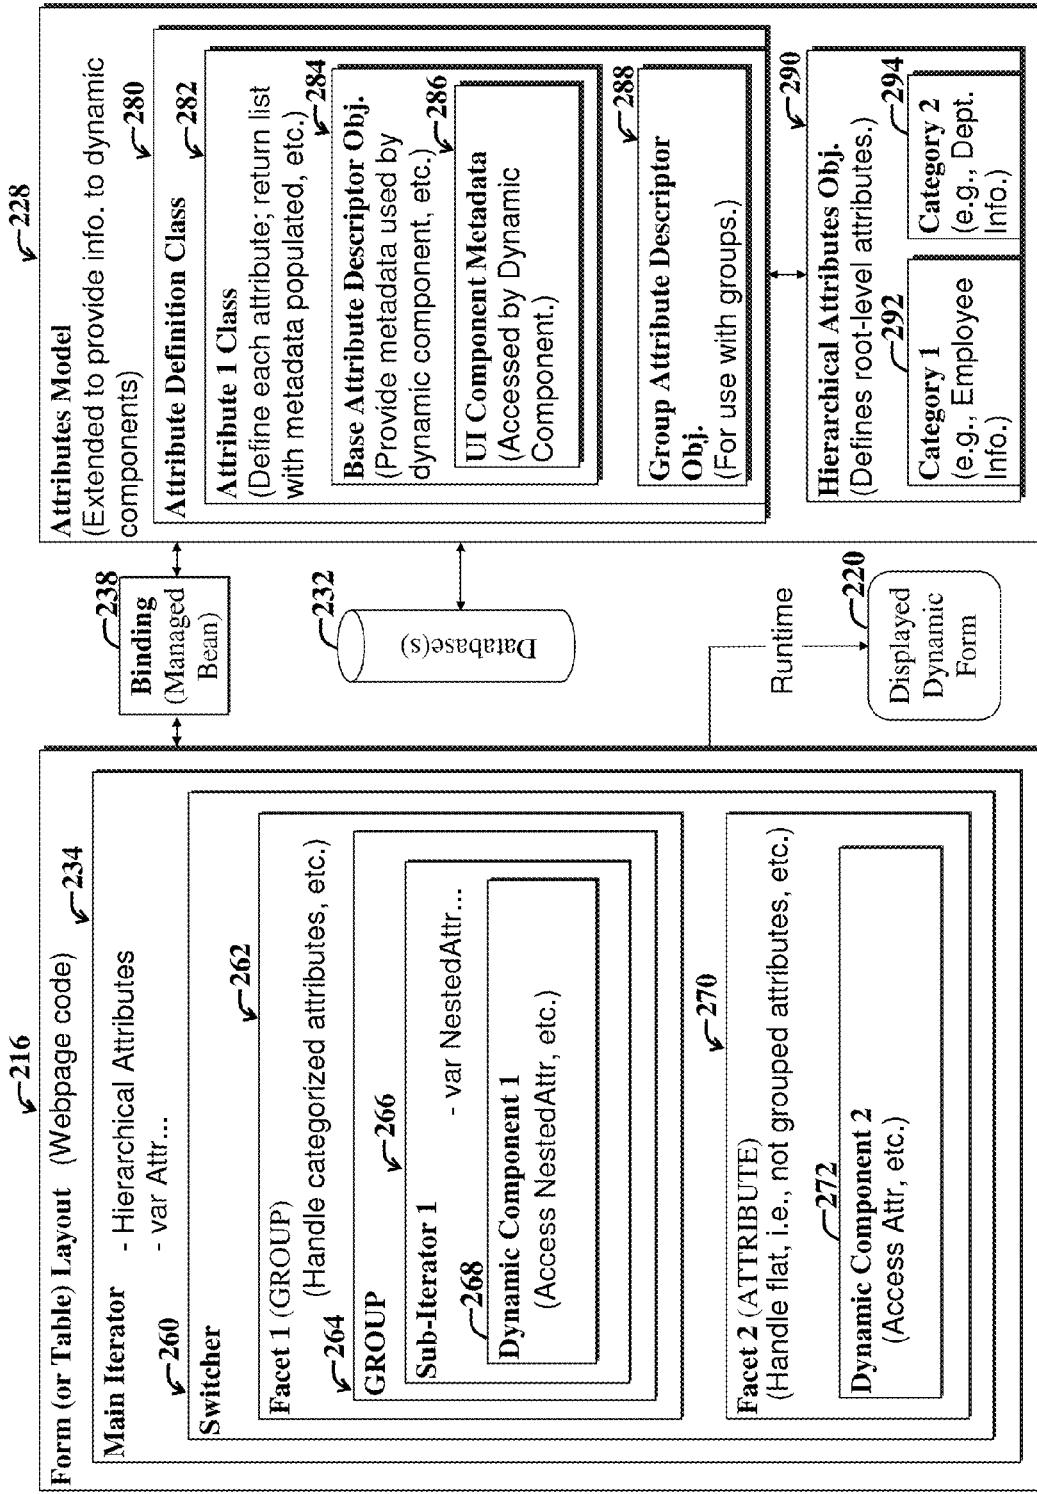 216
Form (or Table) Layout (Webpage code)
234
Main Iterator
- Hierarchical Attributes
- var Attr...
260
Switcher
262
Facet 1 (GROUP)
(Handle categorized attributes, etc.)
264
GROUP
266
Sub-Iterator 1
- var NestedAttr...
268
Dynamic Component 1
(Access NestedAttr, etc.)
270
Facet 2 (ATTRIBUTE)
(Handle flat, i.e., not grouped attributes, etc.)
272
Dynamic Component 2
(Access Attr, etc.)
238
Binding
(Managed
Bean)
232
Database(s)
Runtime
220
Displayed
Dynamic
Form
228
Attributes Model
(Extended to provide info. to dynamic
components)
280
Attribute Definition Class
282
Attribute 1 Class
(Define each attribute; return list
with metadata populated, etc.)
284
Base Attribute Descriptor Obj.
(Provide metadata used by
dynamic component, etc.)
286
UI Component Metadata
(Accessed by Dynamic
Component.)
288
Group Attribute Descriptor
Obj.
(For use with groups.)
290
Hierarchical Attributes Obj.
(Defines root-level attributes.)
292
Category 1
(e.g., Employee
Info.)
294
Category 2
(e.g., Dept.
Info.)